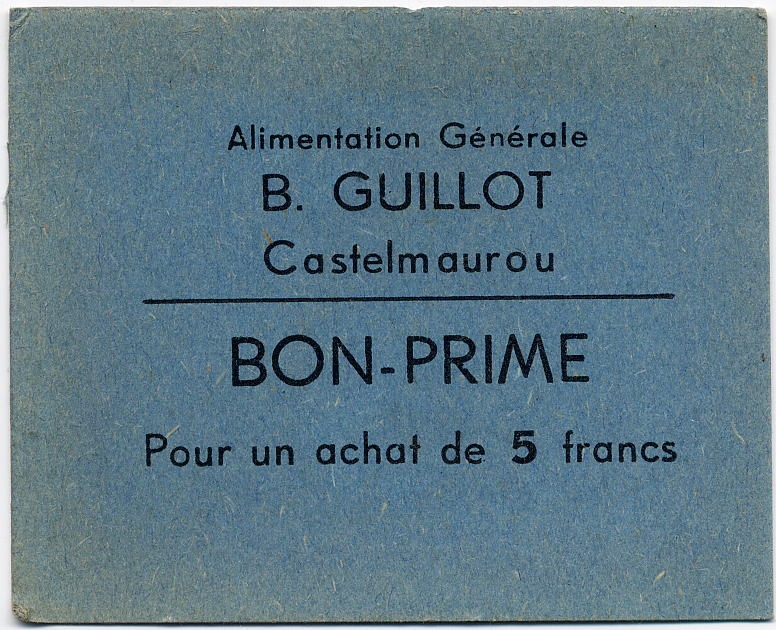 Alimentation Générale
B. GUILLOT
Castelmaurou
BON-PRIME
Pour un achat de 5 francs